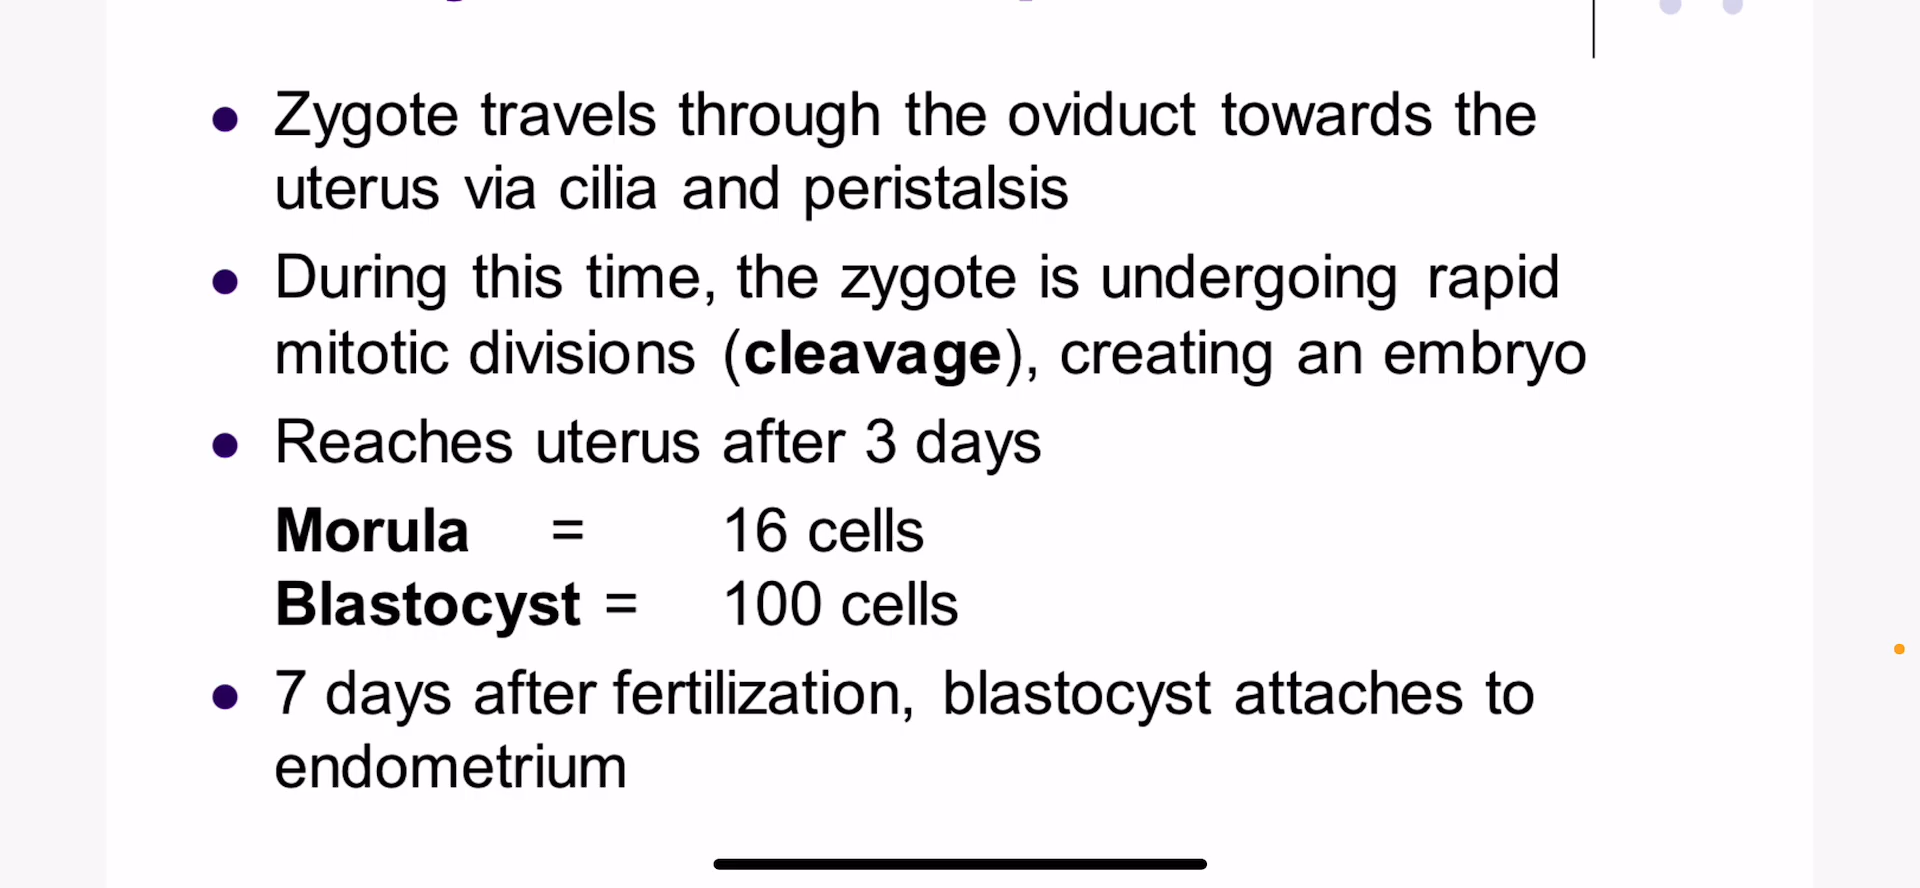 Zygote travels through the oviduct towards the
uterus via cilia and peristalsis
During this time, the zygote is undergoing rapid
mitotic divisions (cleavage), creating an embryo
Reaches uterus after 3 days
Morula = 16 cells
Blastocyst = 100 cells
7 days after fertilization, blastocyst attaches to
endometrium